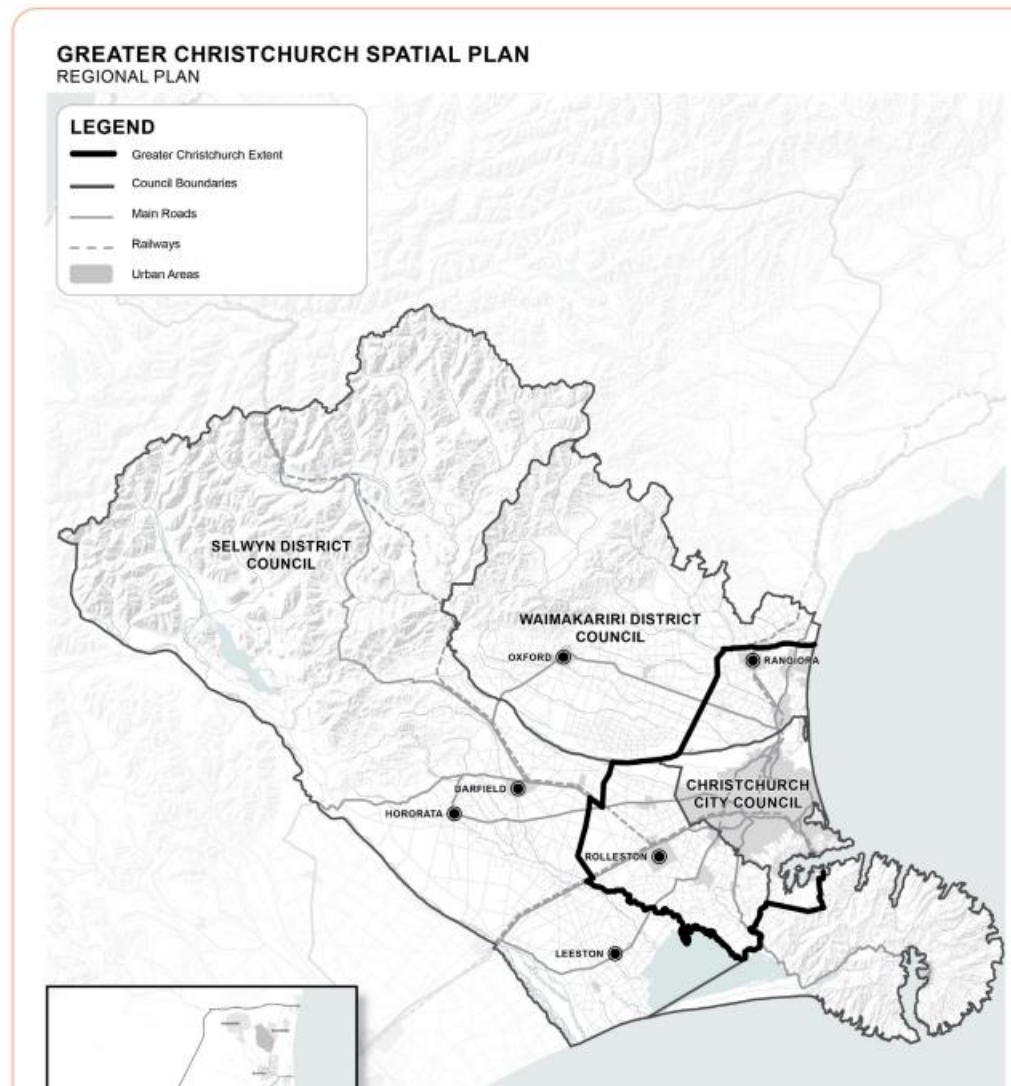 GREATER CHRISTCHURCH SPATIAL PLAN
REGIONAL PLAN
LEGEND
Greater Christchurch Extent
Council Boundaries
Main Roads
Railways
Urban Areas
SELWYN DISTRICT
COUNCIL
WAIMAKARIRI DISTRICT
COUNCIL
OXFORD
RANGIORA
CHRISTCHURCH
CITY COUNCIL
DARFIELD
HORORATA
ROLLESTON
LEESTON